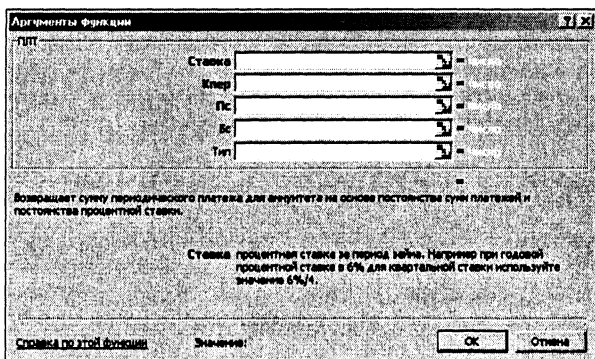 Аргументы функции
ПЛТ
Ставка =
Кпер =
Пс =
Бс =
Тип =
=
Возвращает сумму периодического платежа для аннуитета на основе постоянства сумм платежей и
постоянства процентной ставки.
Ставка процентная ставка за период займа. Например при годовой
процентной ставке в 6% для квартальной ставки используйте
значение 6%/4.
Справка по этой функции Значение: ОК Отмена